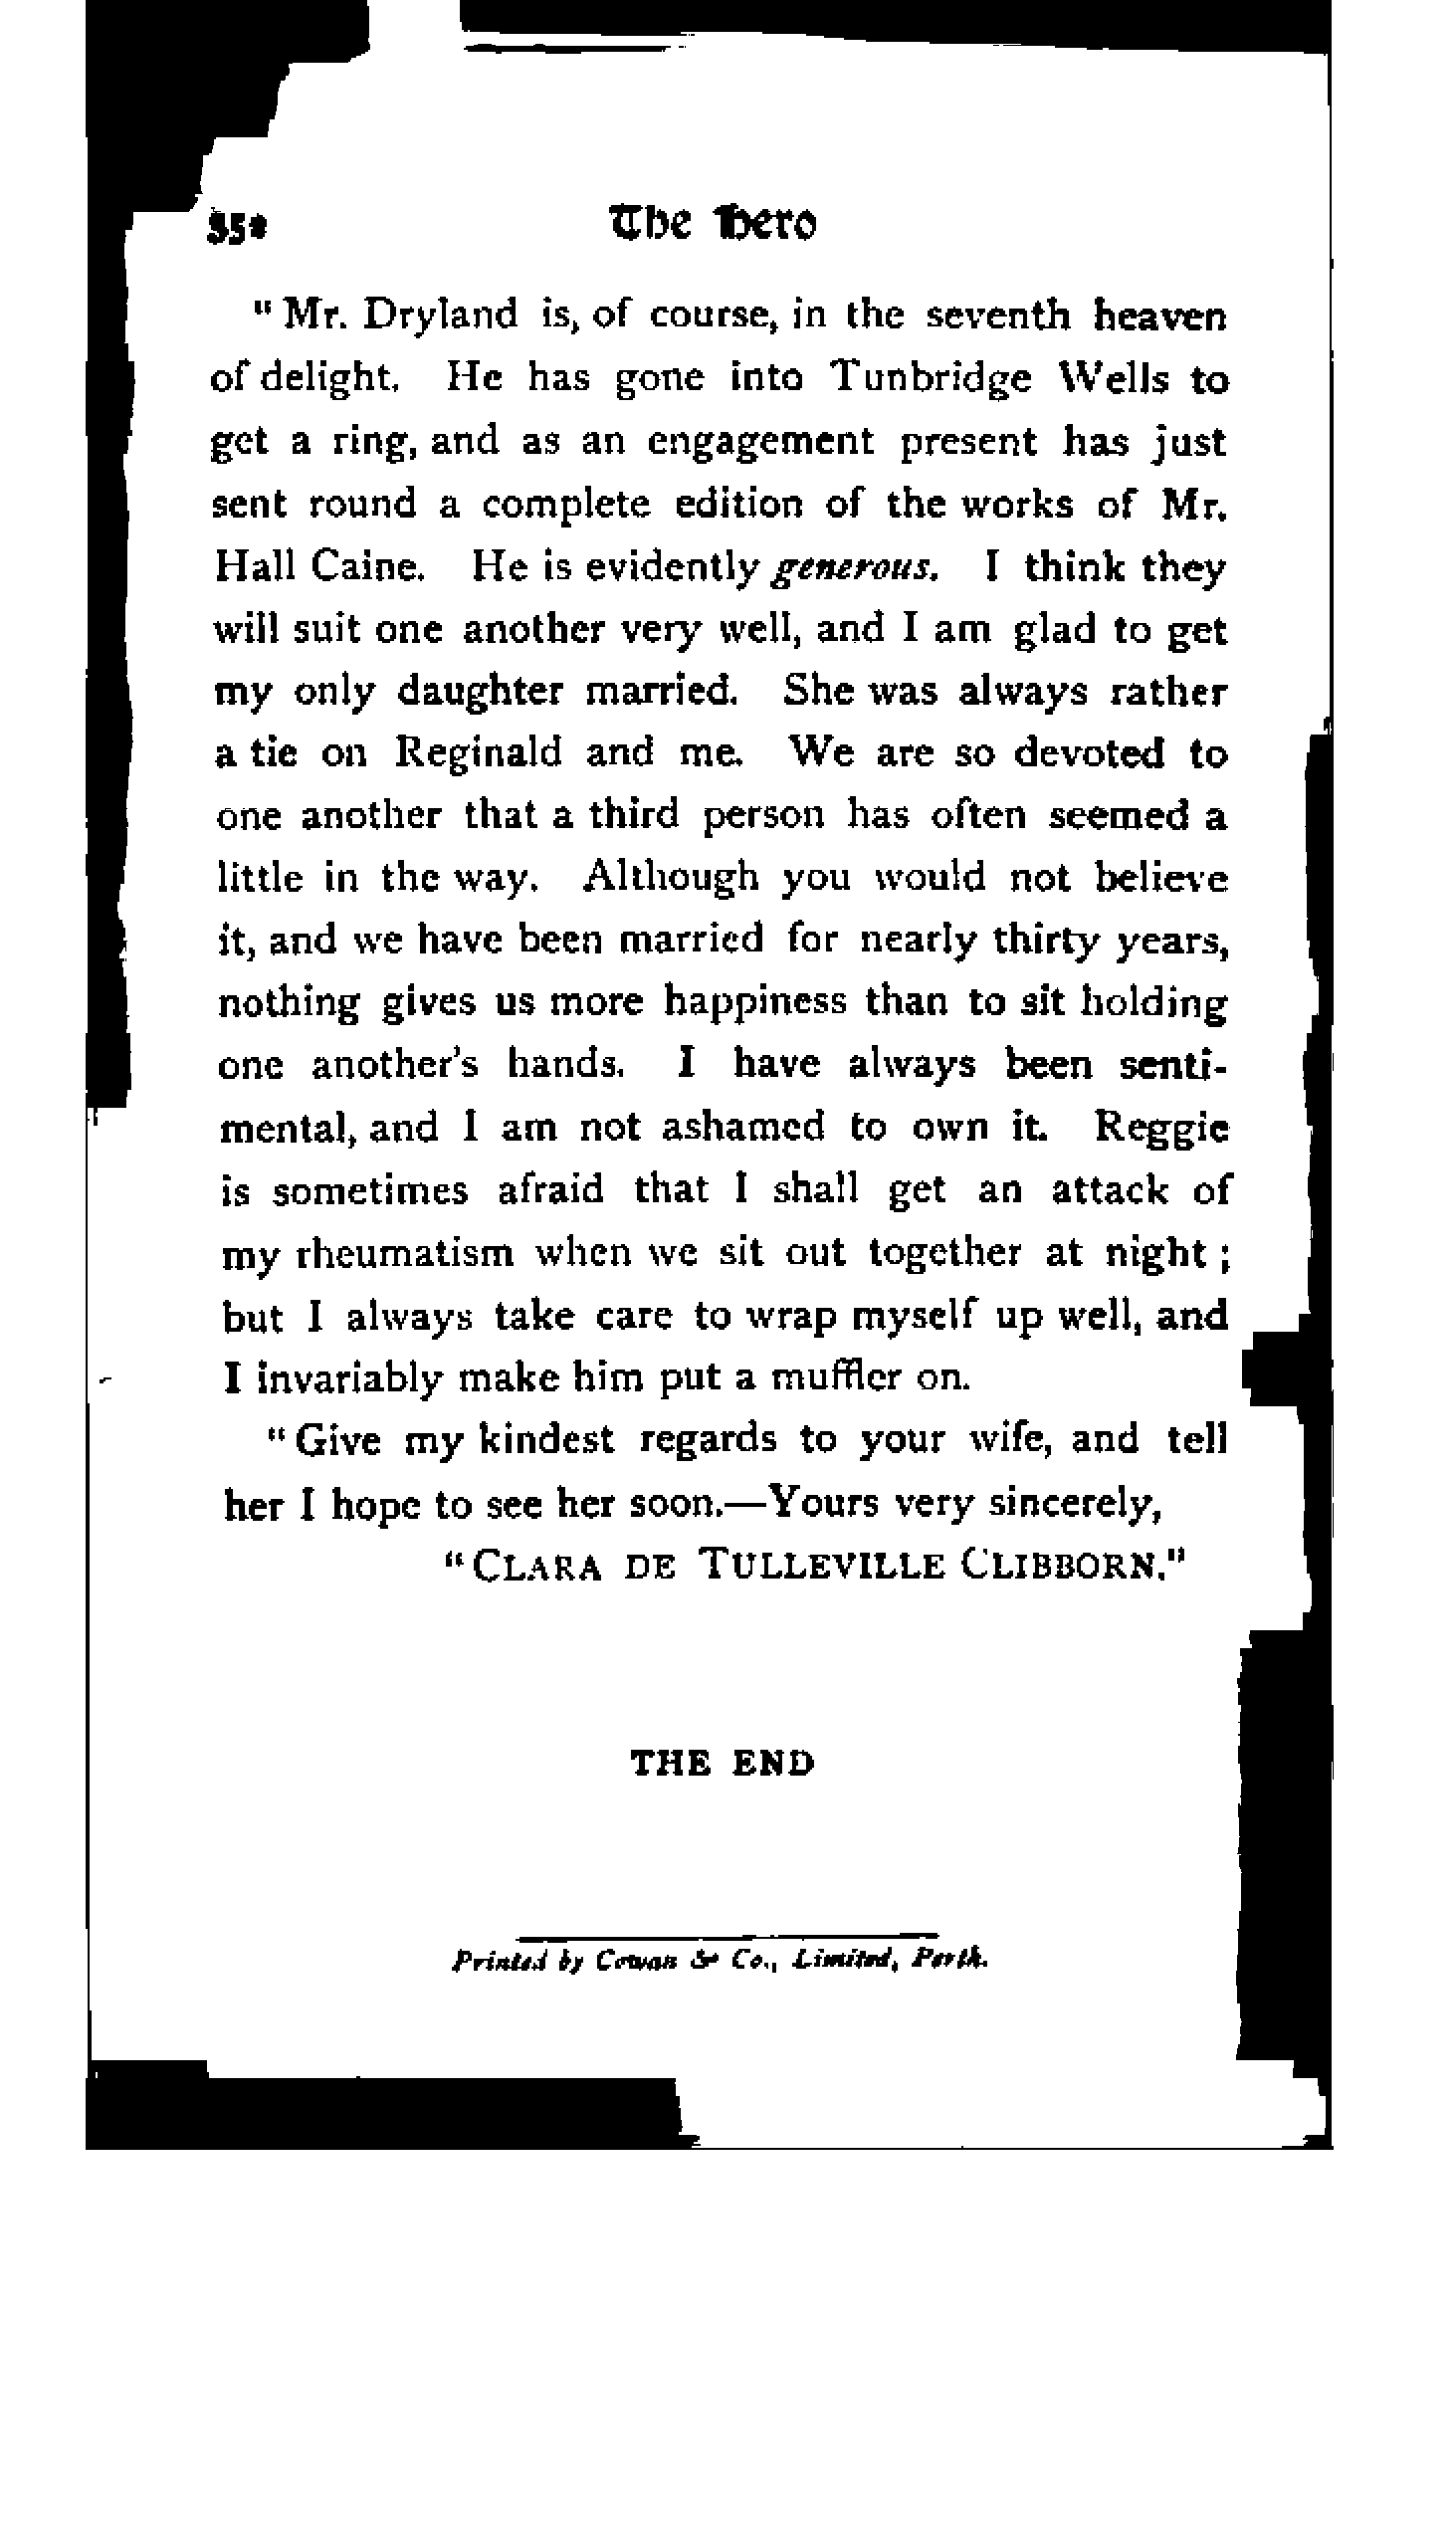 The Hero
" Mr. Dryland is, of course, in the seventh heaven
of delight. He has gone into Tunbridge Wells to
get a ring, and as an engagement present has just
sent round a complete edition of the works of Mr.
Hall Caine. He is evidently generous. I think they
will suit one another very well, and I am glad to get
my only daughter married. She was always rather
a tie on Reginald and me. We are so devoted to
one another that a third person has often seemed a
little in the way. Although you would not believe
it, and we have been married for nearly thirty years,
nothing gives us more happiness than to sit holding
one another's hands. I have always been senti-
mental, and I am not ashamed to own it. Reggie
is sometimes afraid that I shall get an attack of
my rheumatism when we sit out together at night ;
but I always take care to wrap myself up well, and
I invariably make him put a muffler on.
" Give my kindest regards to your wife, and tell
her I hope to see her soon.—Yours very sincerely,
" CLARA DE TULLEVILLE CLIBBORN."
THE END
Printed by Cowan & Co., Limited, Perth.